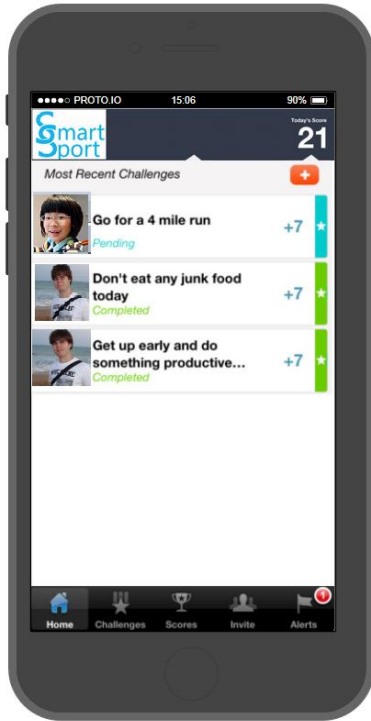 PROTO.IO 15:06 90%
Smart
Sport
Today's Score
21
Most Recent Challenges
+
Go for a 4 mile run
+7
Pending
Don't eat any junk food
today
+7
Completed
Get up early and do
something productive...
+7
Completed
1
Home Challenges Scores Invite Alerts